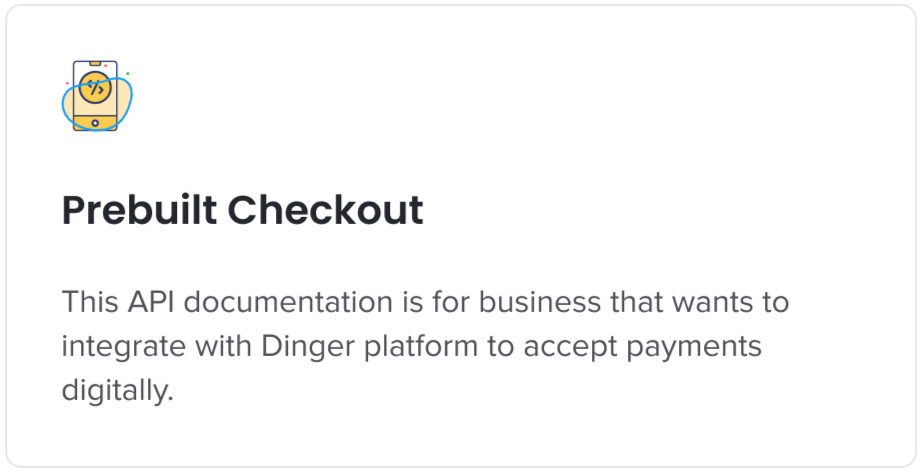 Prebuilt Checkout
This API documentation is for business that wants to
integrate with Dinger platform to accept payments
digitally.